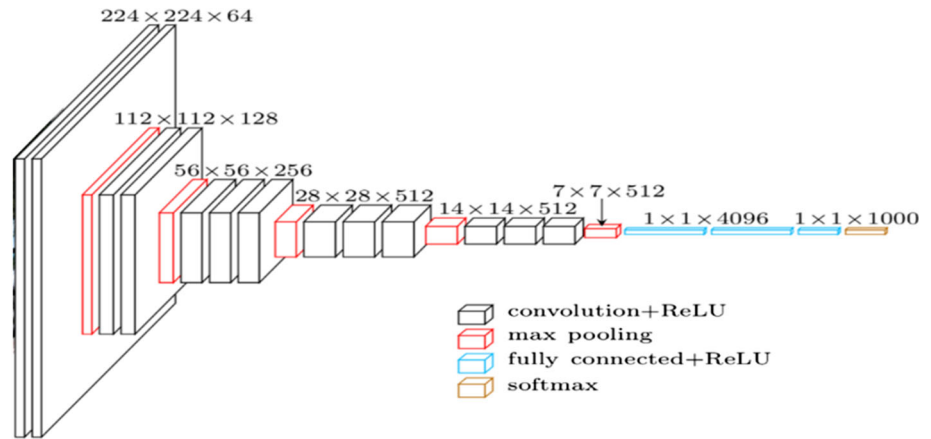 224×224×64
112×112×128
56×56×256
28×28×512
14×14×512
7×7×512
1×1×4096
1×1×1000
convolution+ReLU
max pooling
fully connected+ReLU
softmax